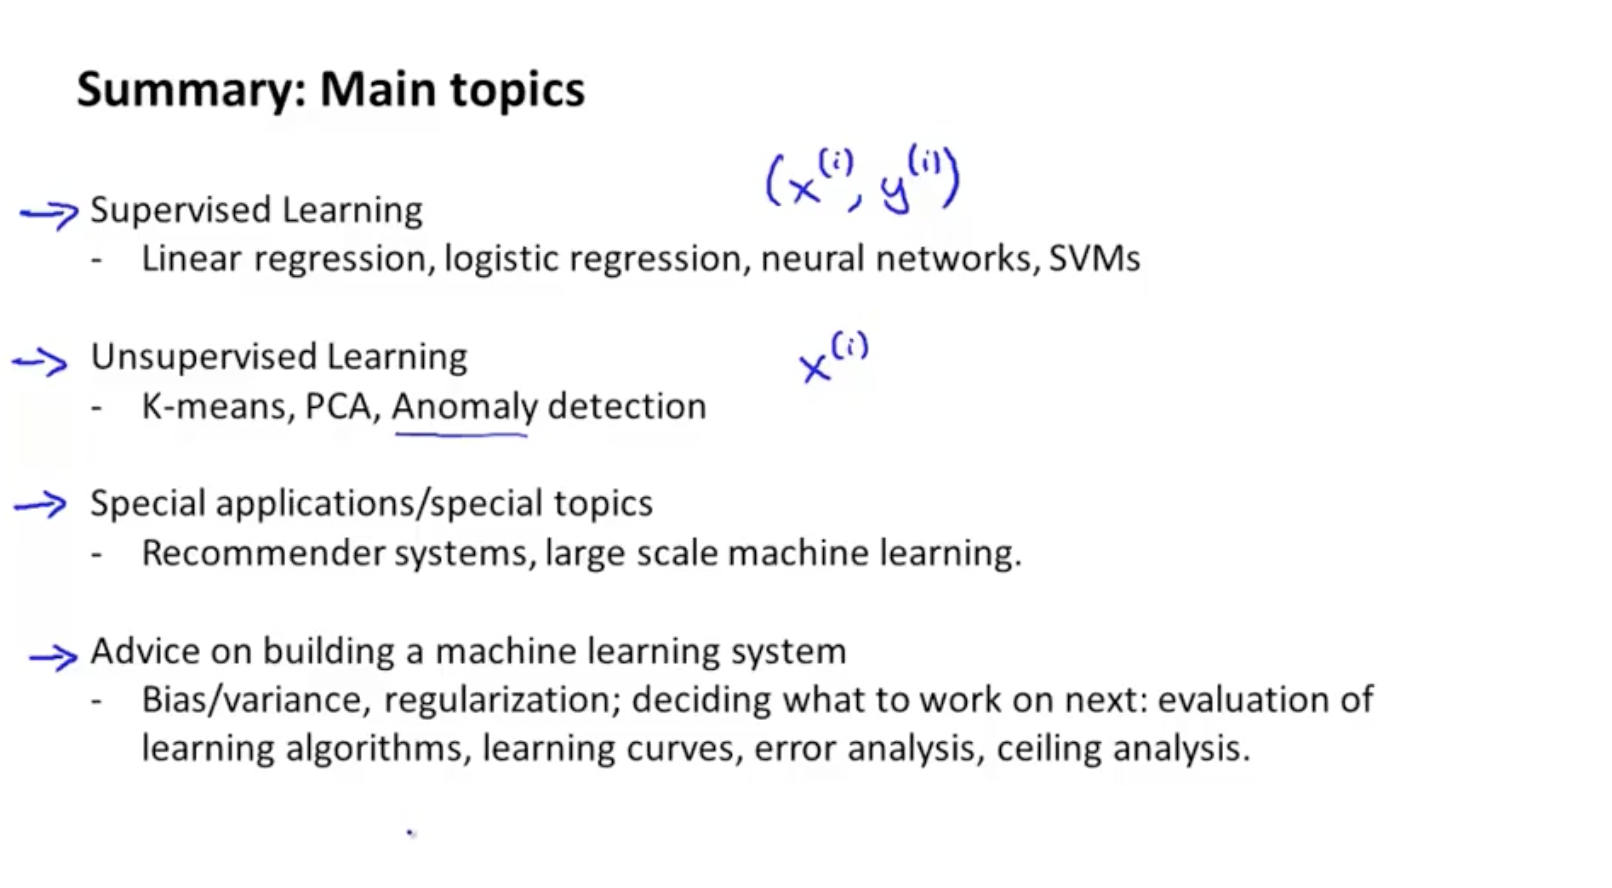 Summary: Main topics
(x^(i), y^(i))
→ Supervised Learning
- Linear regression, logistic regression, neural networks, SVMs
→ Unsupervised Learning x^(i)
- K-means, PCA, Anomaly detection
→ Special applications/special topics
- Recommender systems, large scale machine learning.
→ Advice on building a machine learning system
- Bias/variance, regularization; deciding what to work on next: evaluation of
learning algorithms, learning curves, error analysis, ceiling analysis.